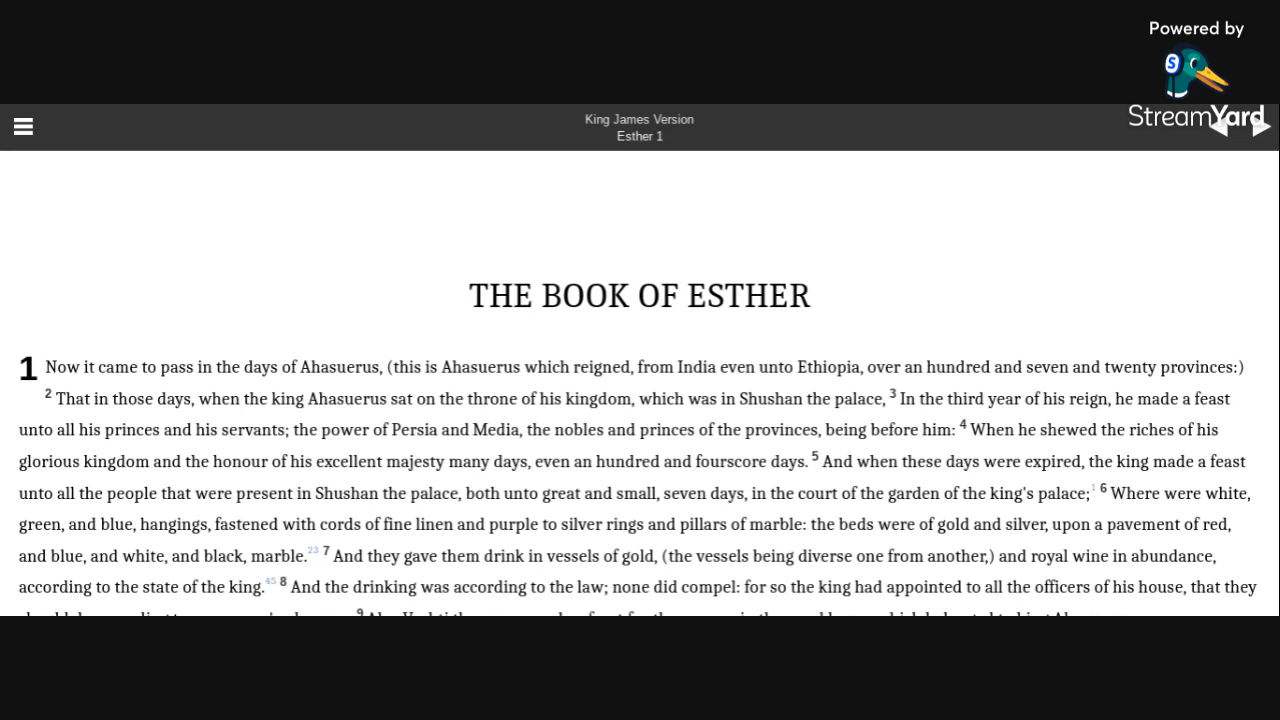 Powered by
S
StreamYard
King James Version
Esther 1
THE BOOK OF ESTHER
1 Now it came to pass in the days of Ahasuerus, (this is Ahasuerus which reigned, from India even unto Ethiopia, over an hundred and seven and twenty provinces:)
2 That in those days, when the king Ahasuerus sat on the throne of his kingdom, which was in Shushan the palace, 3 In the third year of his reign, he made a feast
unto all his princes and his servants; the power of Persia and Media, the nobles and princes of the provinces, being before him: 4 When he shewed the riches of his
glorious kingdom and the honour of his excellent majesty many days, even an hundred and fourscore days. 5 And when these days were expired, the king made a feast
unto all the people that were present in Shushan the palace, both unto great and small, seven days, in the court of the garden of the king's palace;1 6 Where were white,
green, and blue, hangings, fastened with cords of fine linen and purple to silver rings and pillars of marble: the beds were of gold and silver, upon a pavement of red,
and blue, and white, and black, marble.23 7 And they gave them drink in vessels of gold, (the vessels being diverse one from another,) and royal wine in abundance,
according to the state of the king.45 8 And the drinking was according to the law; none did compel: for so the king had appointed to all the officers of his house, that they